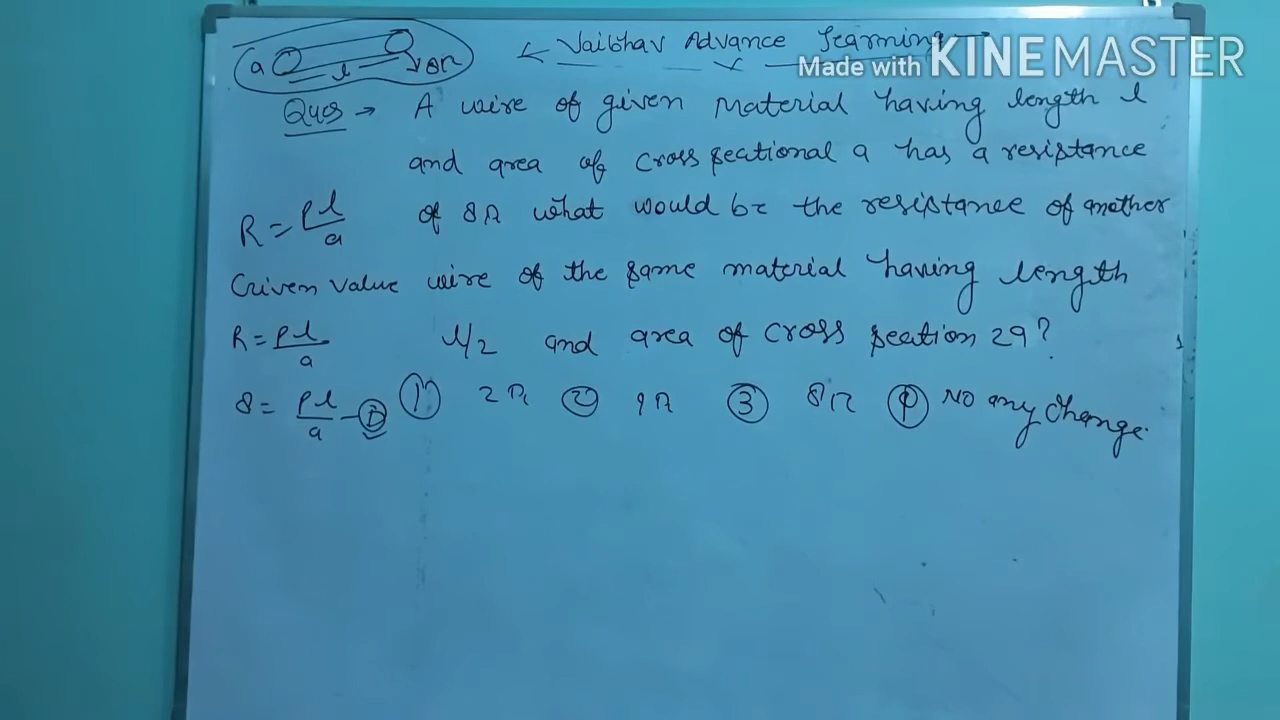 ← Vaibhav Advance Learning →
Made with KINEMASTER
a l 8Ω
Ques → A wire of given material having length l
and area of cross sectional a has a resistance
of 8Ω what would be the resistance of another
R = ρl/a
Given value wire of the same material having length
R = ρl/a l/2 and area of cross section 2a?
8 = ρl/a — ① ① 2Ω ② 9Ω ③ 8Ω ④ No any change.